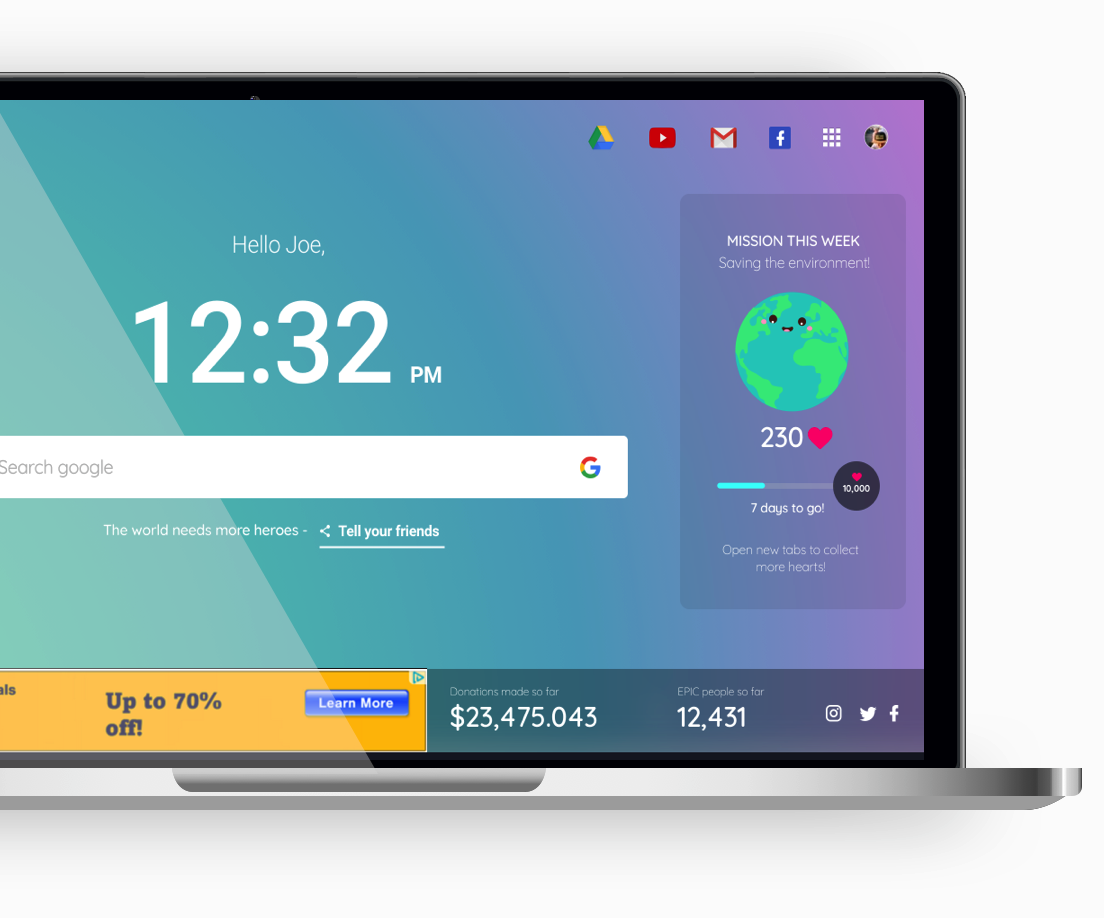 Hello Joe,
12:32 PM
Search google
The world needs more heroes - Tell your friends
MISSION THIS WEEK
Saving the environment!
230
10,000
7 days to go!
Open new tabs to collect
more hearts!
als
Up to 70%
off!
Learn More
Donations made so far
$23,475.043
EPIC people so far
12,431